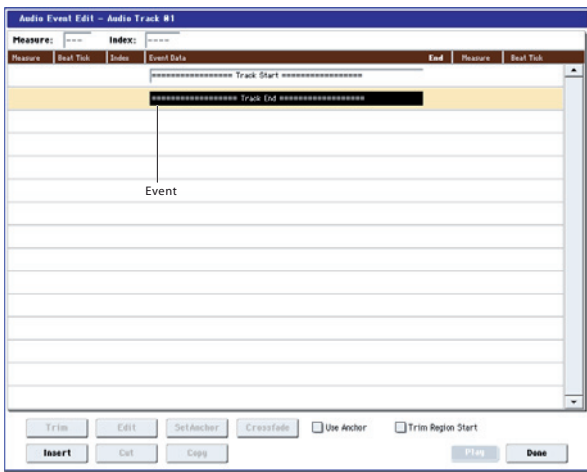 Audio Event Edit - Audio Track 01
Measure: --- Index: ----
Measure Beat Tick Index Event Data End Measure Beat Tick
================= Track Start =================
================== Track End ==================
Event
Trim Edit SetAnchor Crossfade Use Anchor Trim Region Start
Insert Cut Copy Play Done